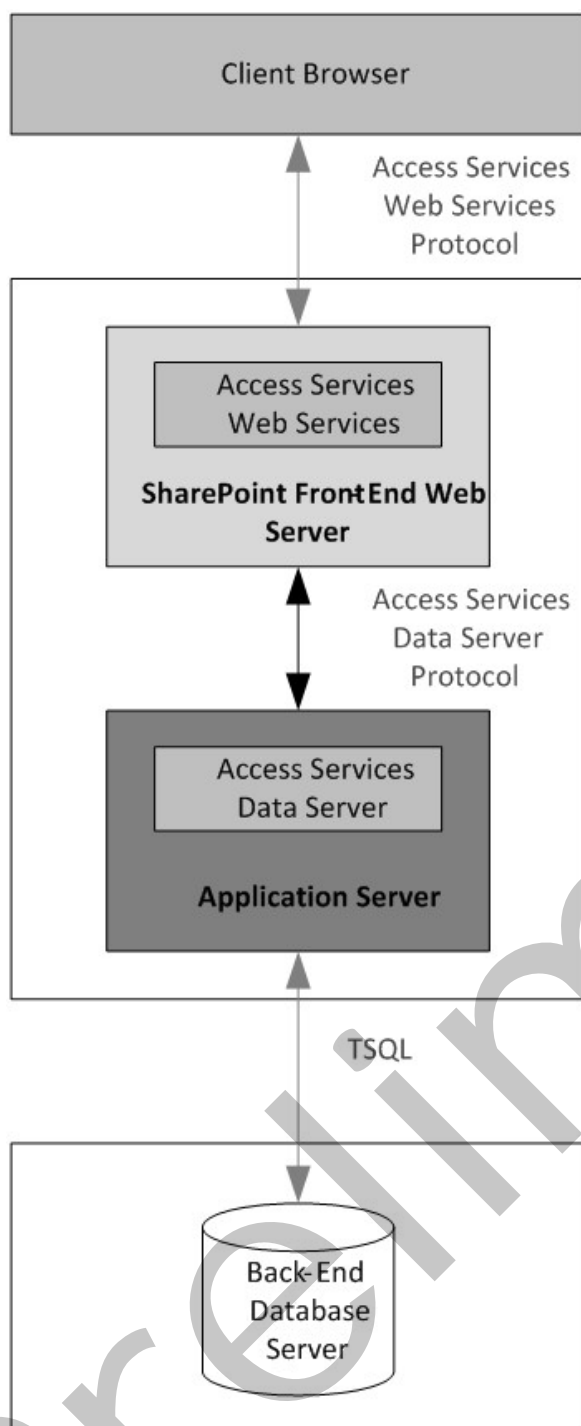 Client Browser
Access Services
Web Services
Protocol
Access Services
Web Services
SharePoint Front-End Web
Server
Access Services
Data Server
Protocol
Access Services
Data Server
Application Server
TSQL
Back-End
Database
Server